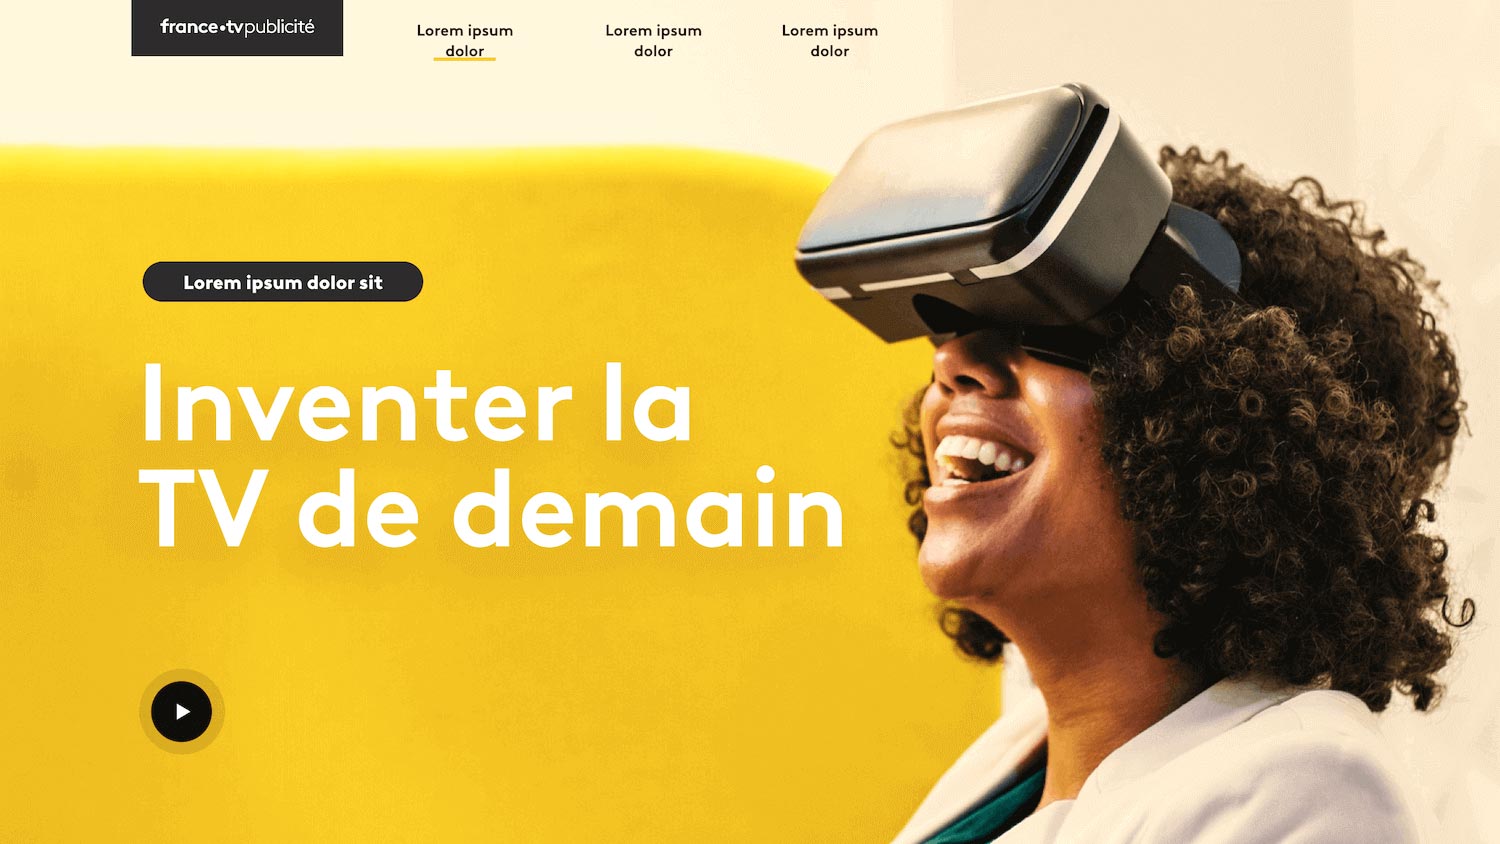 france•tvpublicité
Lorem ipsum
dolor
Lorem ipsum
dolor
Lorem ipsum
dolor
Lorem ipsum dolor sit
Inventer la
TV de demain